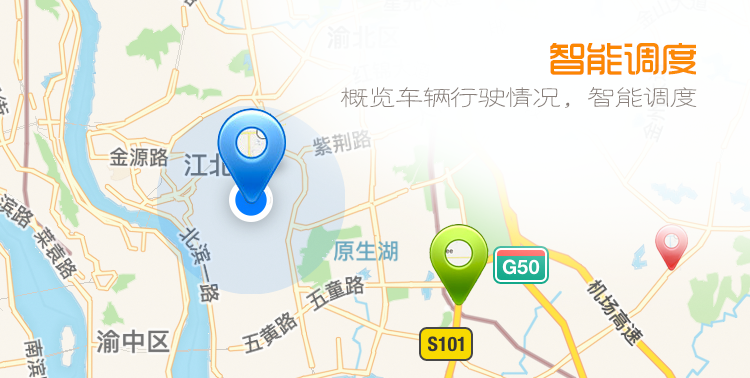 智能调度
概览车辆行驶情况，智能调度
渝北区
金源路
江北
紫荆路
原生湖
北滨一路
滨路
莱袁路
五童路
五黄路
渝中区
南滨
G50
S101
机场高速